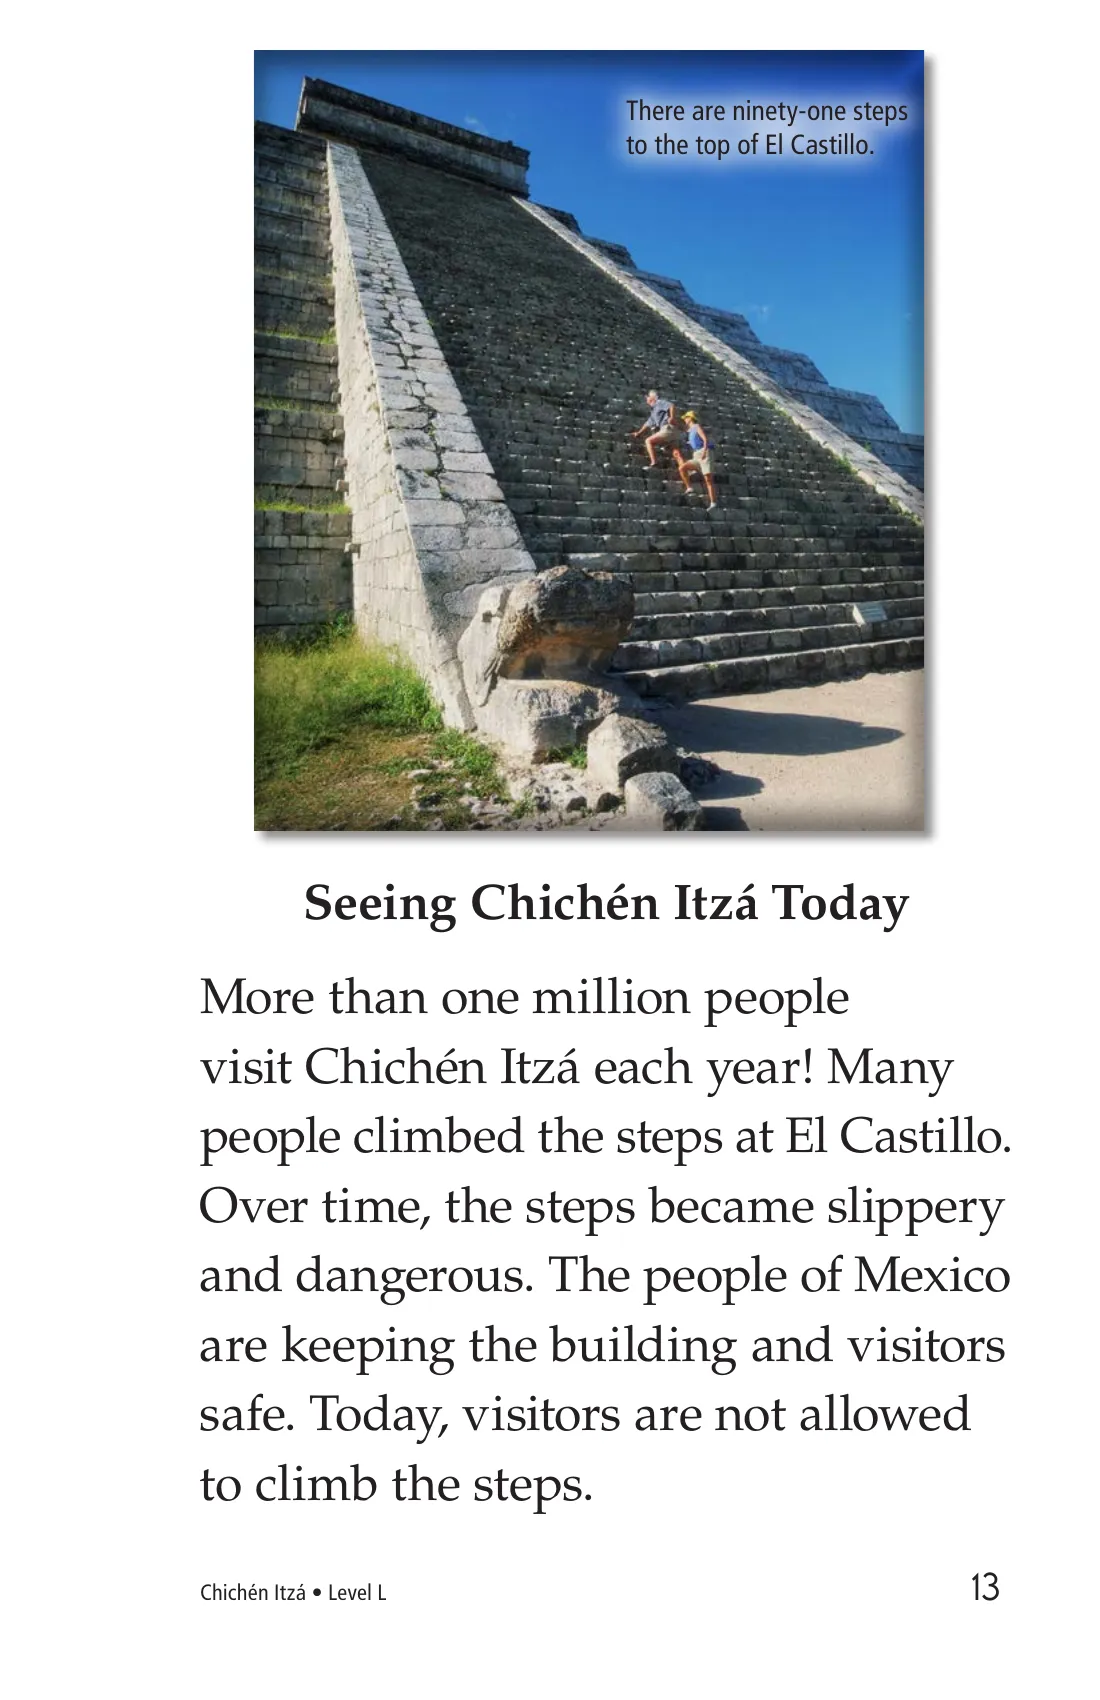 There are ninety-one steps
to the top of El Castillo.
Seeing Chichén Itzá Today
More than one million people
visit Chichén Itzá each year! Many
people climbed the steps at El Castillo.
Over time, the steps became slippery
and dangerous. The people of Mexico
are keeping the building and visitors
safe. Today, visitors are not allowed
to climb the steps.
Chichén Itzá • Level L
13